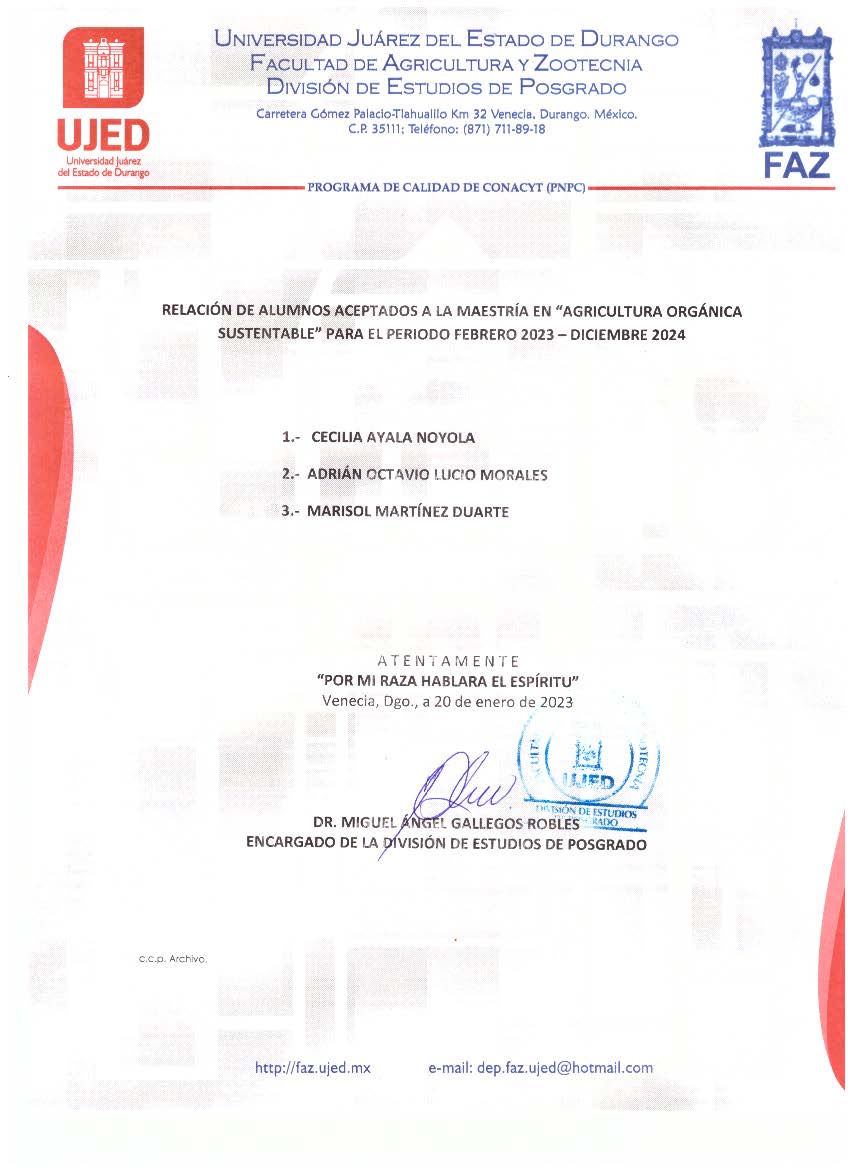 UNIVERSIDAD JUÁREZ DEL ESTADO DE DURANGO
FACULTAD DE AGRICULTURA Y ZOOTECNIA
DIVISIÓN DE ESTUDIOS DE POSGRADO
Carretera Gómez Palacio-Tlahualilo Km 32 Venecia, Durango. México.
C.P. 35111; Teléfono: (871) 711-89-18
UJED
Universidad Juárez
del Estado de Durango
FAZ
PROGRAMA DE CALIDAD DE CONACYT (PNPC)
RELACIÓN DE ALUMNOS ACEPTADOS A LA MAESTRÍA EN “AGRICULTURA ORGÁNICA
SUSTENTABLE” PARA EL PERIODO FEBRERO 2023 – DICIEMBRE 2024
1.- CECILIA AYALA NOYOLA
2.- ADRIÁN OCTAVIO LUCIO MORALES
3.- MARISOL MARTÍNEZ DUARTE
A T E N T A M E N T E
“POR MI RAZA HABLARA EL ESPÍRITU”
Venecia, Dgo., a 20 de enero de 2023
UJED
DIVISIÓN DE ESTUDIOS
DR. MIGUEL ÁNGEL GALLEGOS ROBLES
ENCARGADO DE LA DIVISIÓN DE ESTUDIOS DE POSGRADO
c.c.p. Archivo.
http://faz.ujed.mx e-mail: dep.faz.ujed@hotmail.com